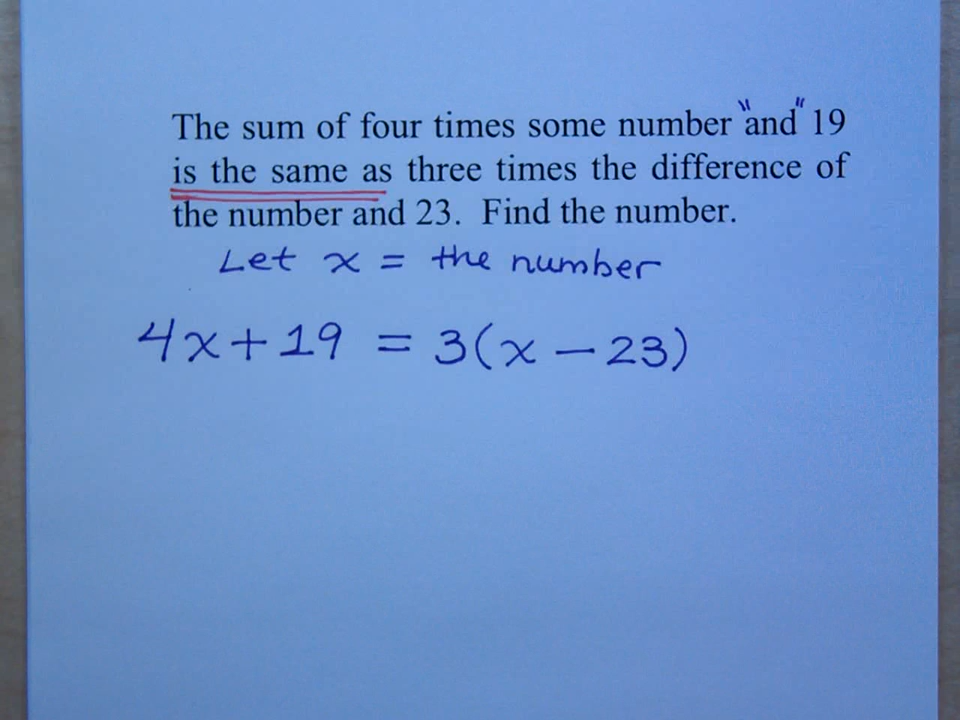 The sum of four times some number "and" 19
is the same as three times the difference of
the number and 23. Find the number.
Let x = the number
4x + 19 = 3(x − 23)